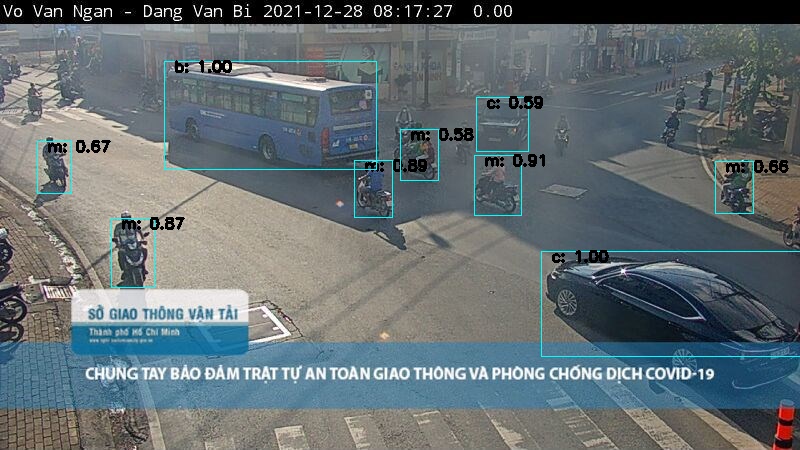 Vo Van Ngan - Dang Van Bi 2021-12-28 08:17:27 0.00
b: 1.00
c: 0.59
m: 0.58
m: 0.67
m: 0.89
m: 0.91
m: 0.66
m: 0.87
c: 1.00
SỞ GIAO THÔNG VẬN TẢI
Thành phố Hồ Chí Minh
CHUNG TAY BẢO ĐẢM TRẬT TỰ AN TOÀN GIAO THÔNG VÀ PHÒNG CHỐNG DỊCH COVID-19